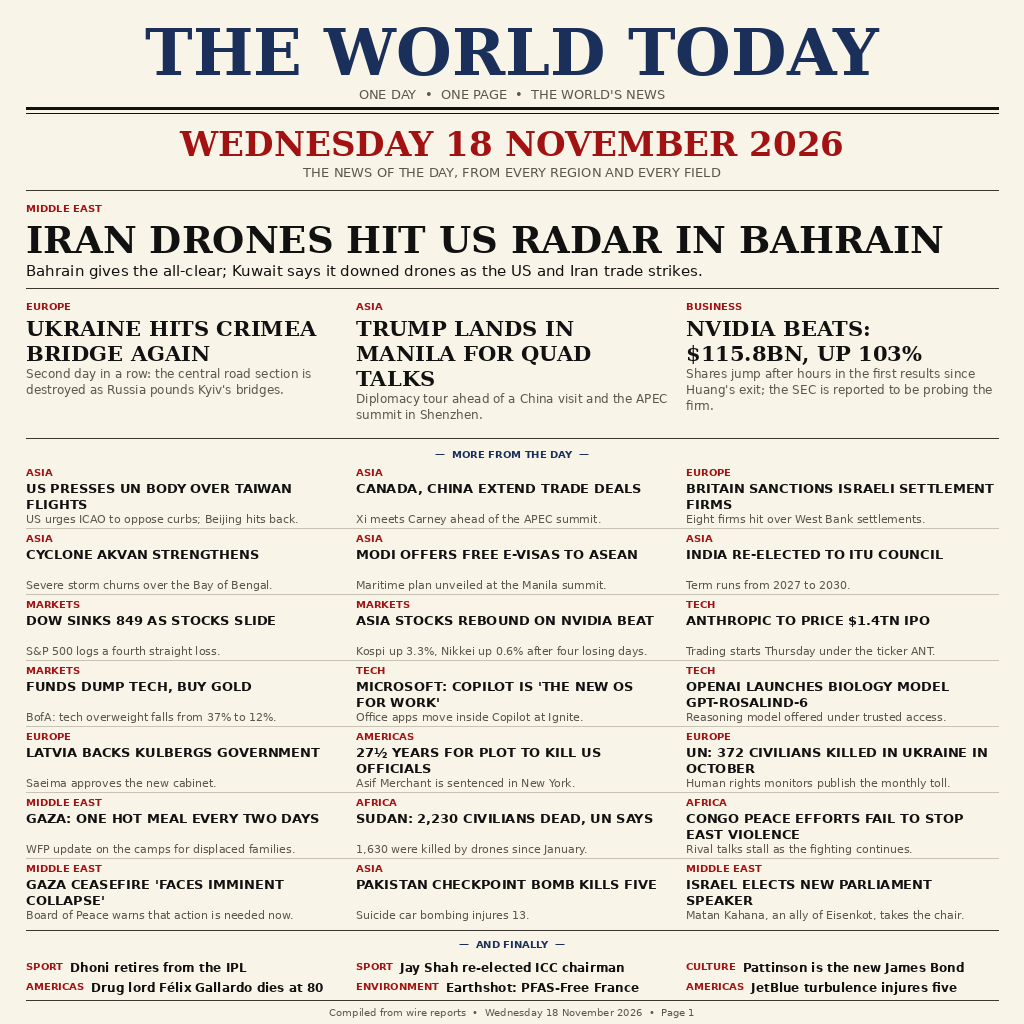 THE WORLD TODAY
ONE DAY • ONE PAGE • THE WORLD'S NEWS
WEDNESDAY 18 NOVEMBER 2026
THE NEWS OF THE DAY, FROM EVERY REGION AND EVERY FIELD
MIDDLE EAST
IRAN DRONES HIT US RADAR IN BAHRAIN
Bahrain gives the all-clear; Kuwait says it downed drones as the US and Iran trade strikes.
EUROPE
UKRAINE HITS CRIMEA
BRIDGE AGAIN
Second day in a row: the central road section is
destroyed as Russia pounds Kyiv's bridges.
ASIA
TRUMP LANDS IN
MANILA FOR QUAD
TALKS
Diplomacy tour ahead of a China visit and the APEC
summit in Shenzhen.
BUSINESS
NVIDIA BEATS:
$115.8BN, UP 103%
Shares jump after hours in the first results since
Huang's exit; the SEC is reported to be probing the
firm.
— MORE FROM THE DAY —
ASIA
US PRESSES UN BODY OVER TAIWAN
FLIGHTS
US urges ICAO to oppose curbs; Beijing hits back.
ASIA
CANADA, CHINA EXTEND TRADE DEALS
Xi meets Carney ahead of the APEC summit.
EUROPE
BRITAIN SANCTIONS ISRAELI SETTLEMENT
FIRMS
Eight firms hit over West Bank settlements.
ASIA
CYCLONE AKVAN STRENGTHENS
Severe storm churns over the Bay of Bengal.
ASIA
MODI OFFERS FREE E-VISAS TO ASEAN
Maritime plan unveiled at the Manila summit.
ASIA
INDIA RE-ELECTED TO ITU COUNCIL
Term runs from 2027 to 2030.
MARKETS
DOW SINKS 849 AS STOCKS SLIDE
S&P 500 logs a fourth straight loss.
MARKETS
ASIA STOCKS REBOUND ON NVIDIA BEAT
Kospi up 3.3%, Nikkei up 0.6% after four losing days.
TECH
ANTHROPIC TO PRICE $1.4TN IPO
Trading starts Thursday under the ticker ANT.
MARKETS
FUNDS DUMP TECH, BUY GOLD
BofA: tech overweight falls from 37% to 12%.
TECH
MICROSOFT: COPILOT IS 'THE NEW OS
FOR WORK'
Office apps move inside Copilot at Ignite.
TECH
OPENAI LAUNCHES BIOLOGY MODEL
GPT-ROSALIND-6
Reasoning model offered under trusted access.
EUROPE
LATVIA BACKS KULBERGS GOVERNMENT
Saeima approves the new cabinet.
AMERICAS
27½ YEARS FOR PLOT TO KILL US
OFFICIALS
Asif Merchant is sentenced in New York.
EUROPE
UN: 372 CIVILIANS KILLED IN UKRAINE IN
OCTOBER
Human rights monitors publish the monthly toll.
MIDDLE EAST
GAZA: ONE HOT MEAL EVERY TWO DAYS
WFP update on the camps for displaced families.
AFRICA
SUDAN: 2,230 CIVILIANS DEAD, UN SAYS
1,630 were killed by drones since January.
AFRICA
CONGO PEACE EFFORTS FAIL TO STOP
EAST VIOLENCE
Rival talks stall as the fighting continues.
MIDDLE EAST
GAZA CEASEFIRE 'FACES IMMINENT
COLLAPSE'
Board of Peace warns that action is needed now.
ASIA
PAKISTAN CHECKPOINT BOMB KILLS FIVE
Suicide car bombing injures 13.
MIDDLE EAST
ISRAEL ELECTS NEW PARLIAMENT
SPEAKER
Matan Kahana, an ally of Eisenkot, takes the chair.
— AND FINALLY —
SPORT Dhoni retires from the IPL
SPORT Jay Shah re-elected ICC chairman
CULTURE Pattinson is the new James Bond
AMERICAS Drug lord Félix Gallardo dies at 80
ENVIRONMENT Earthshot: PFAS-Free France
AMERICAS JetBlue turbulence injures five
Compiled from wire reports • Wednesday 18 November 2026 • Page 1